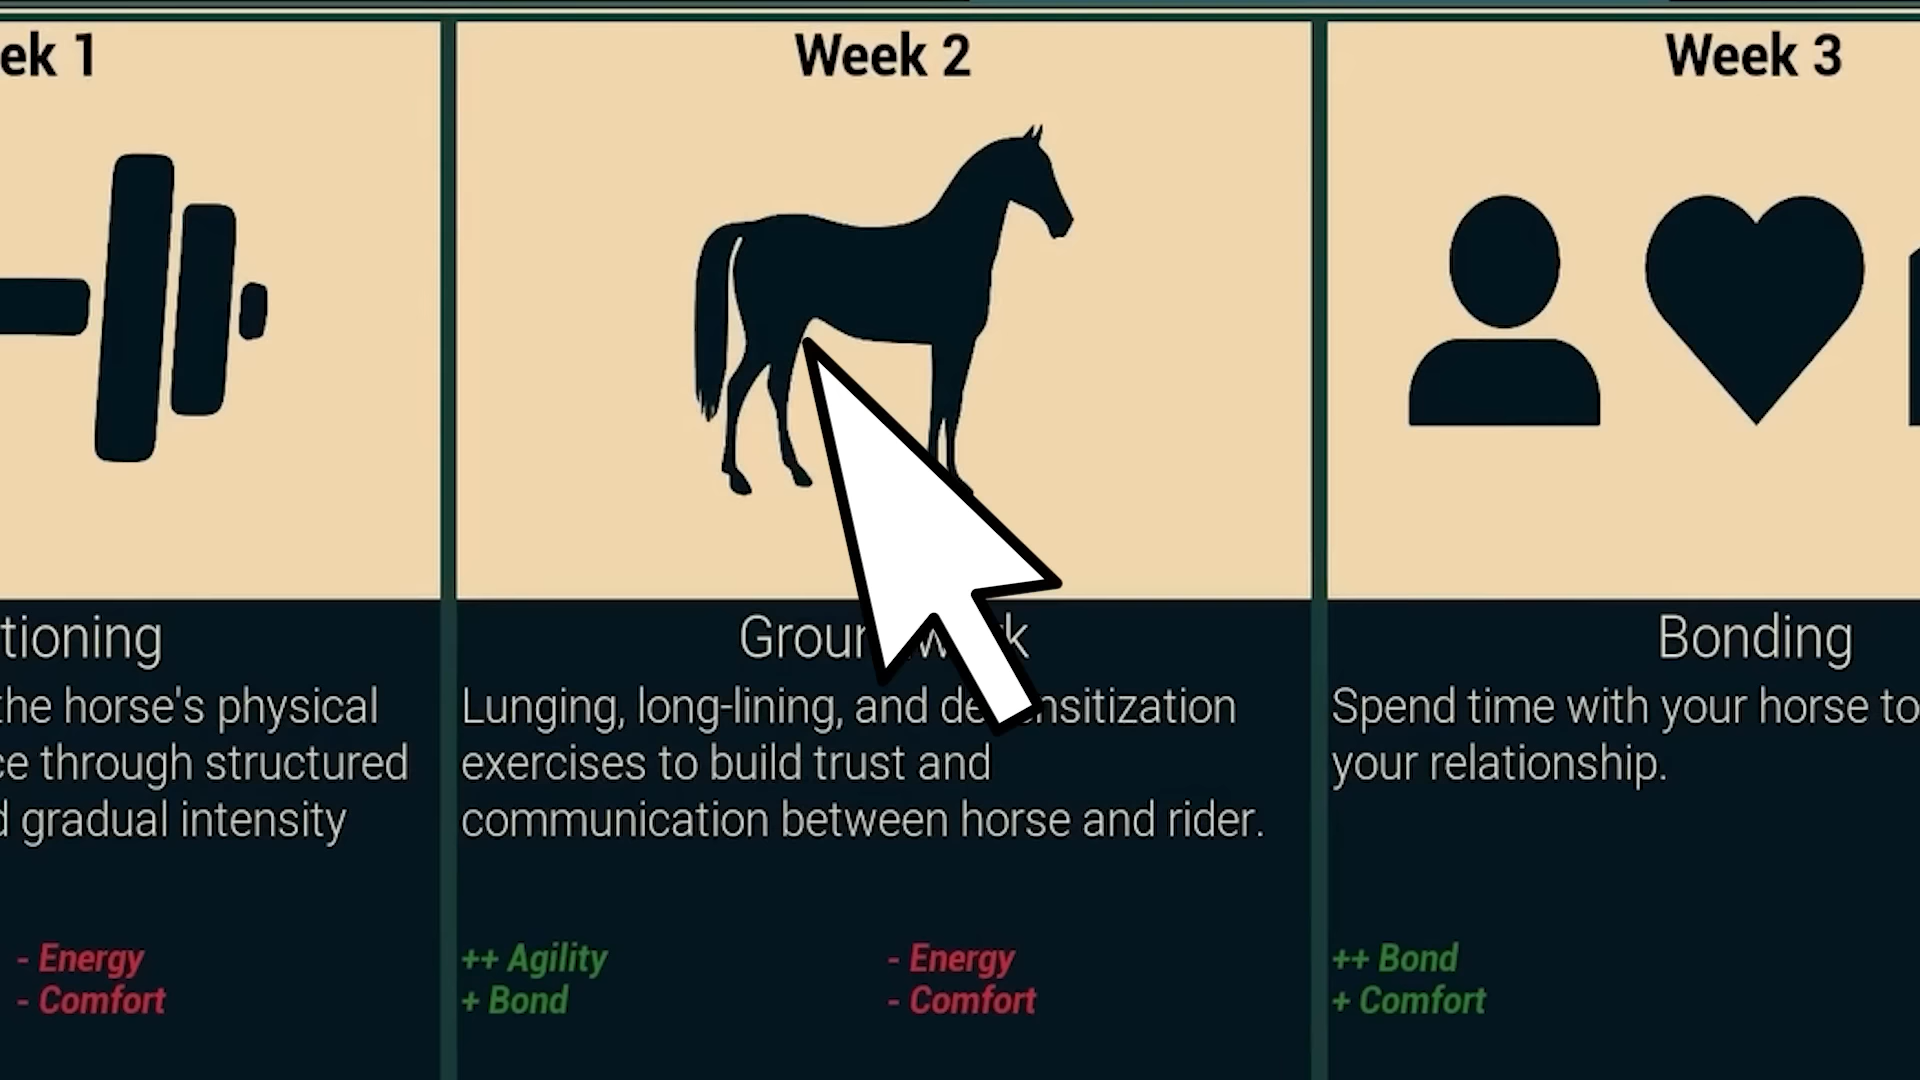 ek 1
tioning
the horse's physical
ce through structured
d gradual intensity
- Energy
- Comfort
Week 2
Lunging, long-lining, and
exercises to build trust and
communication between horse and rider.
++ Agility
+ Bond
- Energy
- Comfort
Week 3
Bonding
Spend time with your horse to
your relationship.
++ Bond
+ Comfort